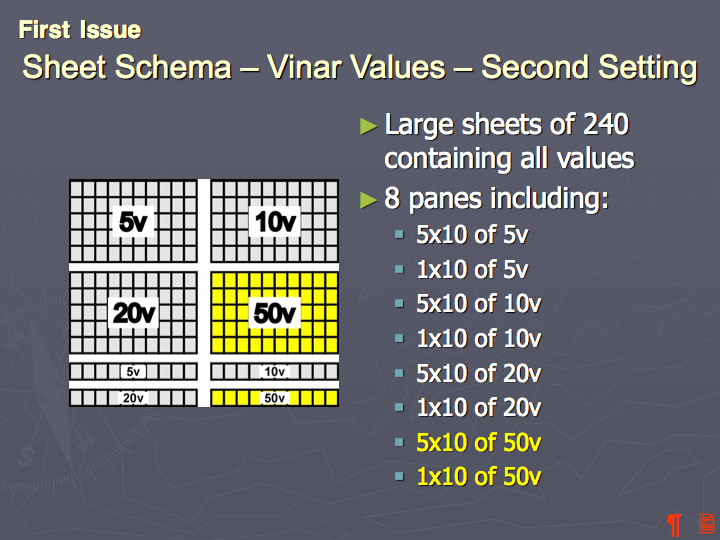 First Issue
Sheet Schema – Vinar Values – Second Setting
► Large sheets of 240
containing all values
► 8 panes including:
▪ 5x10 of 5v
▪ 1x10 of 5v
▪ 5x10 of 10v
▪ 1x10 of 10v
▪ 5x10 of 20v
▪ 1x10 of 20v
▪ 5x10 of 50v
▪ 1x10 of 50v
5v 10v
20v 50v
5v 10v
20v 50v
¶